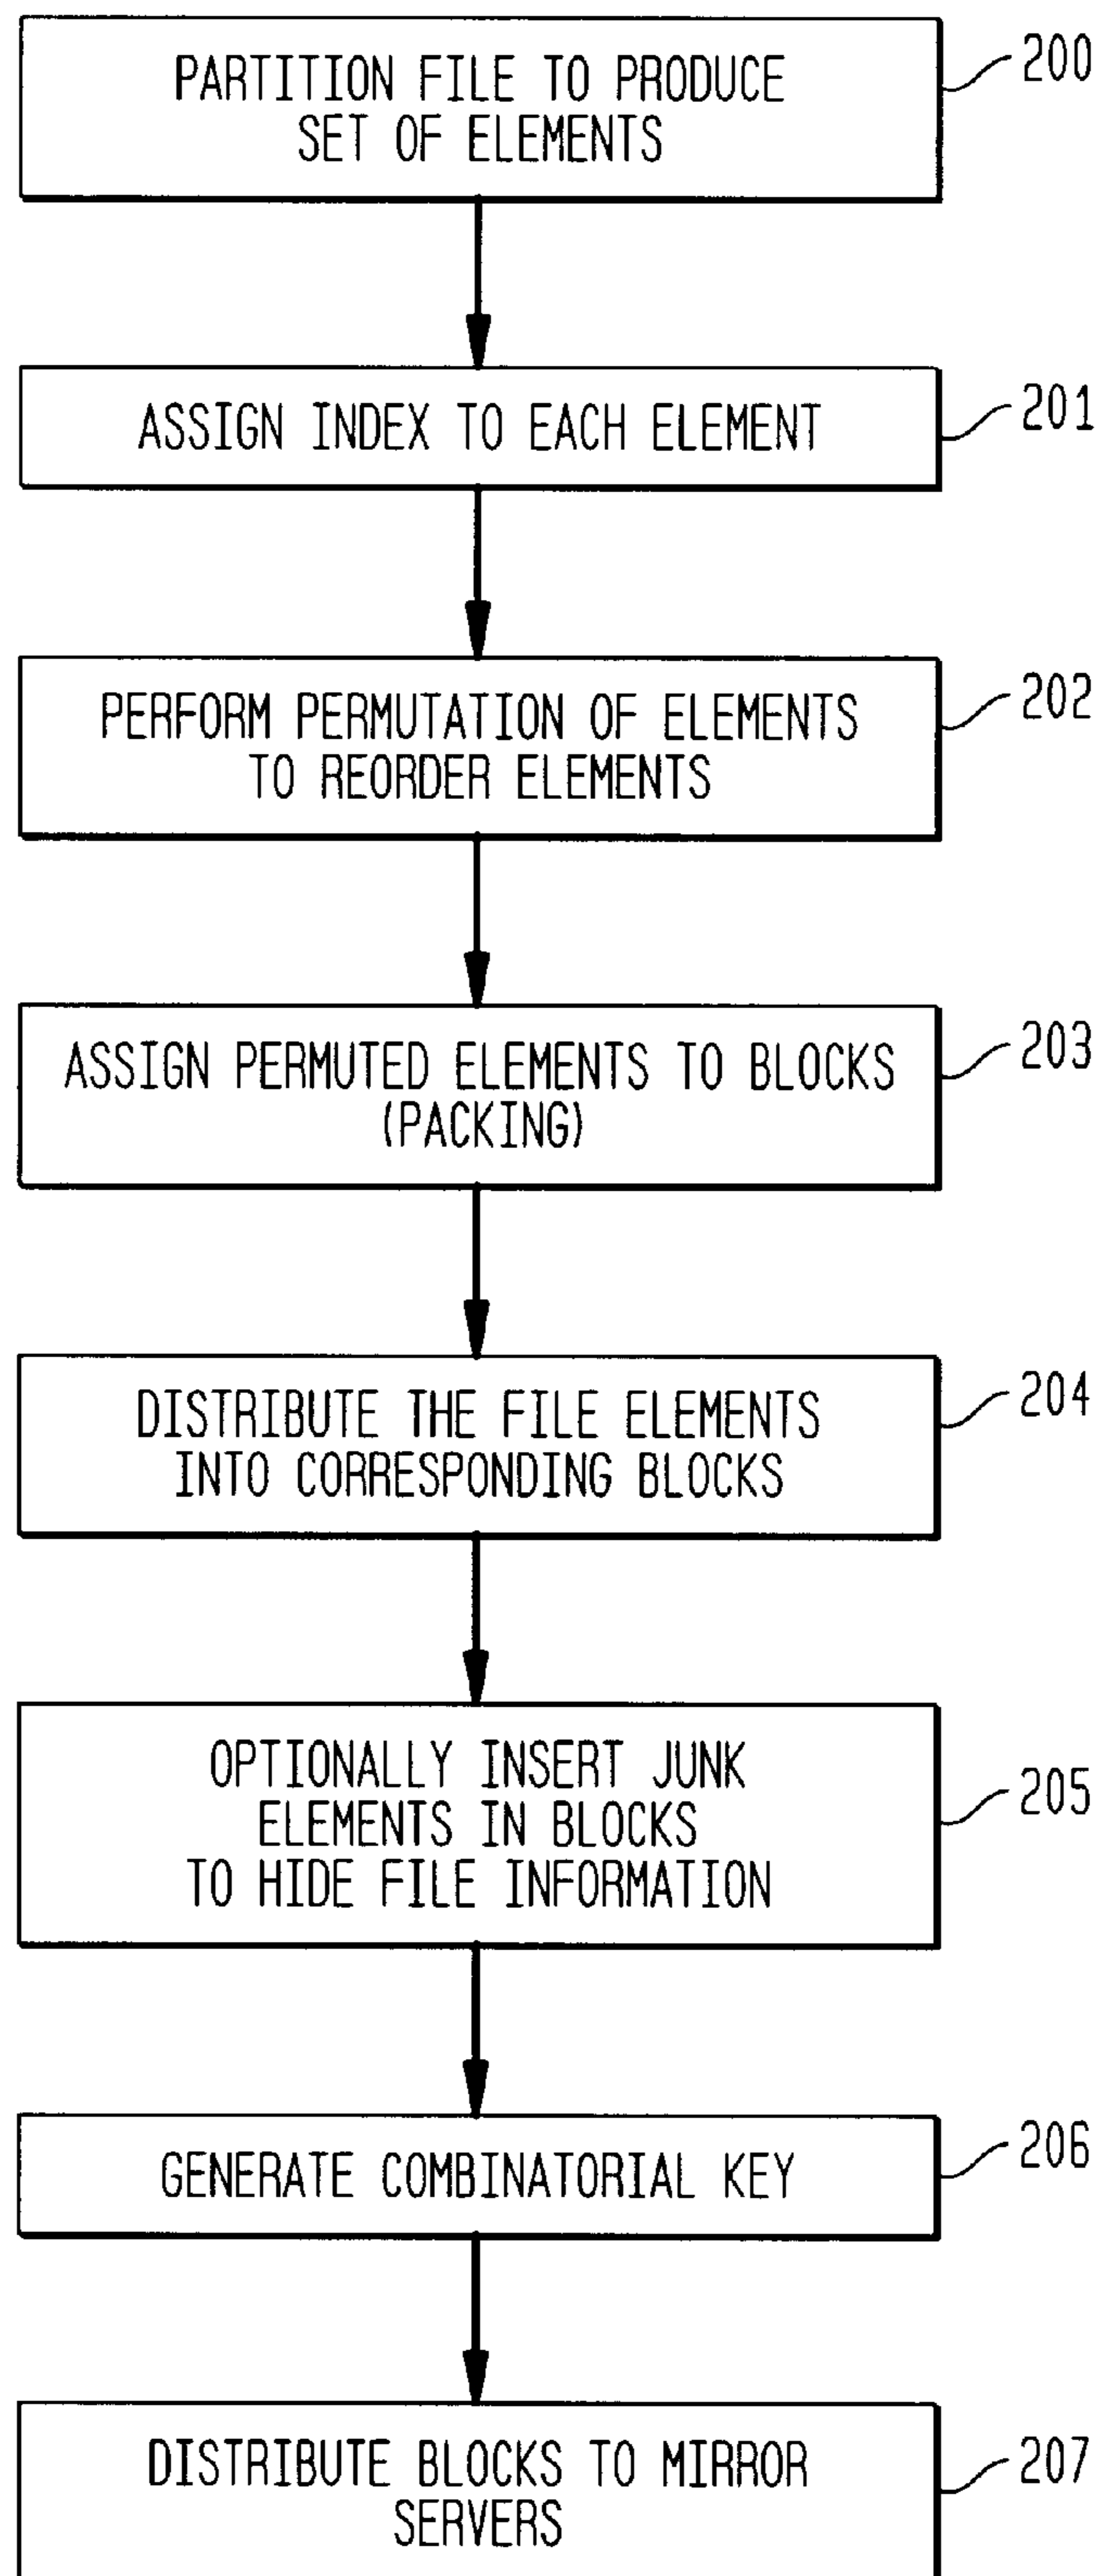 PARTITION FILE TO PRODUCE
SET OF ELEMENTS
200
ASSIGN INDEX TO EACH ELEMENT
201
PERFORM PERMUTATION OF ELEMENTS
TO REORDER ELEMENTS
202
ASSIGN PERMUTED ELEMENTS TO BLOCKS
(PACKING)
203
DISTRIBUTE THE FILE ELEMENTS
INTO CORRESPONDING BLOCKS
204
OPTIONALLY INSERT JUNK
ELEMENTS IN BLOCKS
TO HIDE FILE INFORMATION
205
GENERATE COMBINATORIAL KEY
206
DISTRIBUTE BLOCKS TO MIRROR
SERVERS
207